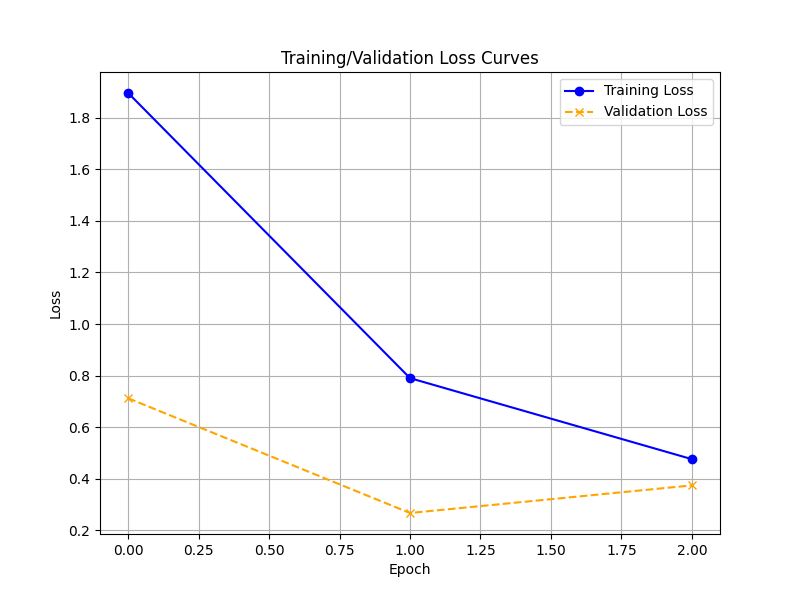 Training/Validation Loss Curves
Training Loss
Validation Loss
1.8
1.6
1.4
1.2
1.0
0.8
0.6
0.4
0.2
Loss
0.00 0.25 0.50 0.75 1.00 1.25 1.50 1.75 2.00
Epoch